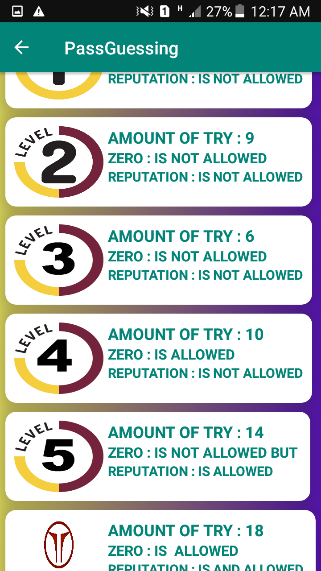 1 H 27% 12:17 AM
PassGuessing
REPUTATION : IS NOT ALLOWED
LEVEL 2
AMOUNT OF TRY : 9
ZERO : IS NOT ALLOWED
REPUTATION : IS NOT ALLOWED
LEVEL 3
AMOUNT OF TRY : 6
ZERO : IS NOT ALLOWED
REPUTATION : IS NOT ALLOWED
LEVEL 4
AMOUNT OF TRY : 10
ZERO : IS ALLOWED
REPUTATION : IS NOT ALLOWED
LEVEL 5
AMOUNT OF TRY : 14
ZERO : IS NOT ALLOWED BUT
REPUTATION : IS ALLOWED
AMOUNT OF TRY : 18
ZERO : IS ALLOWED
REPUTATION : IS AND ALLOWED